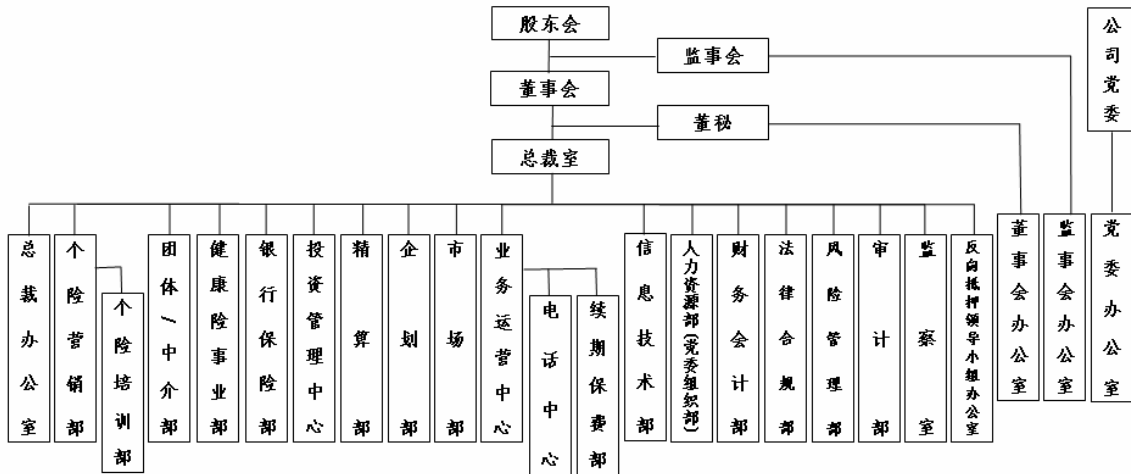 股东会
公司党委
监事会
董事会
董秘
总裁室
总裁办公室
个险营销部
个险培训部
团体/中介部
健康险事业部
银行保险部
投资管理中心
精算部
企划部
市场部
业务运营中心
电话中心
续期保费部
信息技术部
人力资源部(党委组织部)
财务会计部
法律合规部
风险管理部
审计部
监察室
反向抵押领导小组办公室
董事会办公室
监事会办公室
党委办公室